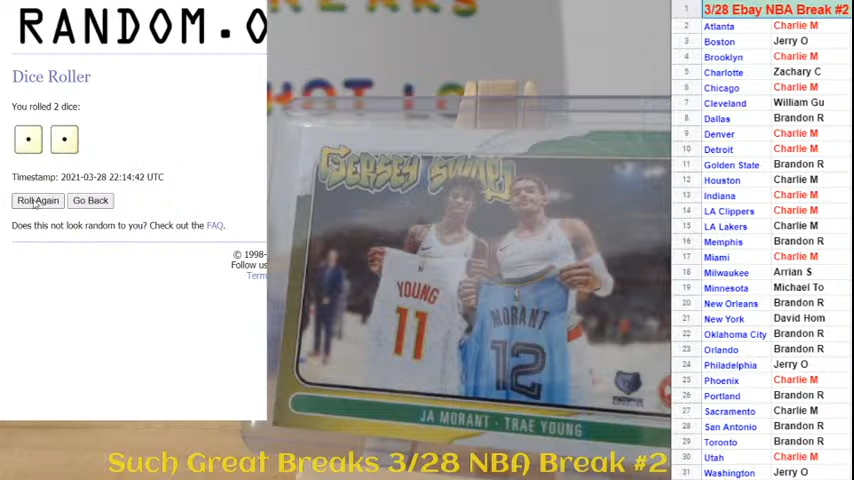 RANDOM.O
Dice Roller
You rolled 2 dice:
Timestamp: 2021-03-28 22:14:42 UTC
Roll Again
Go Back
Does this not look random to you? Check out the FAQ.
© 1998-
Follow us
Term
JERSEY SWAP
YOUNG
11
MORANT
12
JA MORANT · TRAE YOUNG
Such Great Breaks 3/28 NBA Break #2
1 3/28 Ebay NBA Break #2
2 Atlanta Charlie M
3 Boston Jerry O
4 Brooklyn Charlie M
5 Charlotte Zachary C
6 Chicago Charlie M
7 Cleveland William Gu
8 Dallas Brandon R
9 Denver Charlie M
10 Detroit Charlie M
11 Golden State Brandon R
12 Houston Charlie M
13 Indiana Charlie M
14 LA Clippers Charlie M
15 LA Lakers Charlie M
16 Memphis Brandon R
17 Miami Charlie M
18 Milwaukee Arrian S
19 Minnesota Michael To
20 New Orleans Brandon R
21 New York David Hom
22 Oklahoma City Brandon R
23 Orlando Brandon R
24 Philadelphia Jerry O
25 Phoenix Charlie M
26 Portland Brandon R
27 Sacramento Charlie M
28 San Antonio Brandon R
29 Toronto Brandon R
30 Utah Charlie M
31 Washington Jerry O